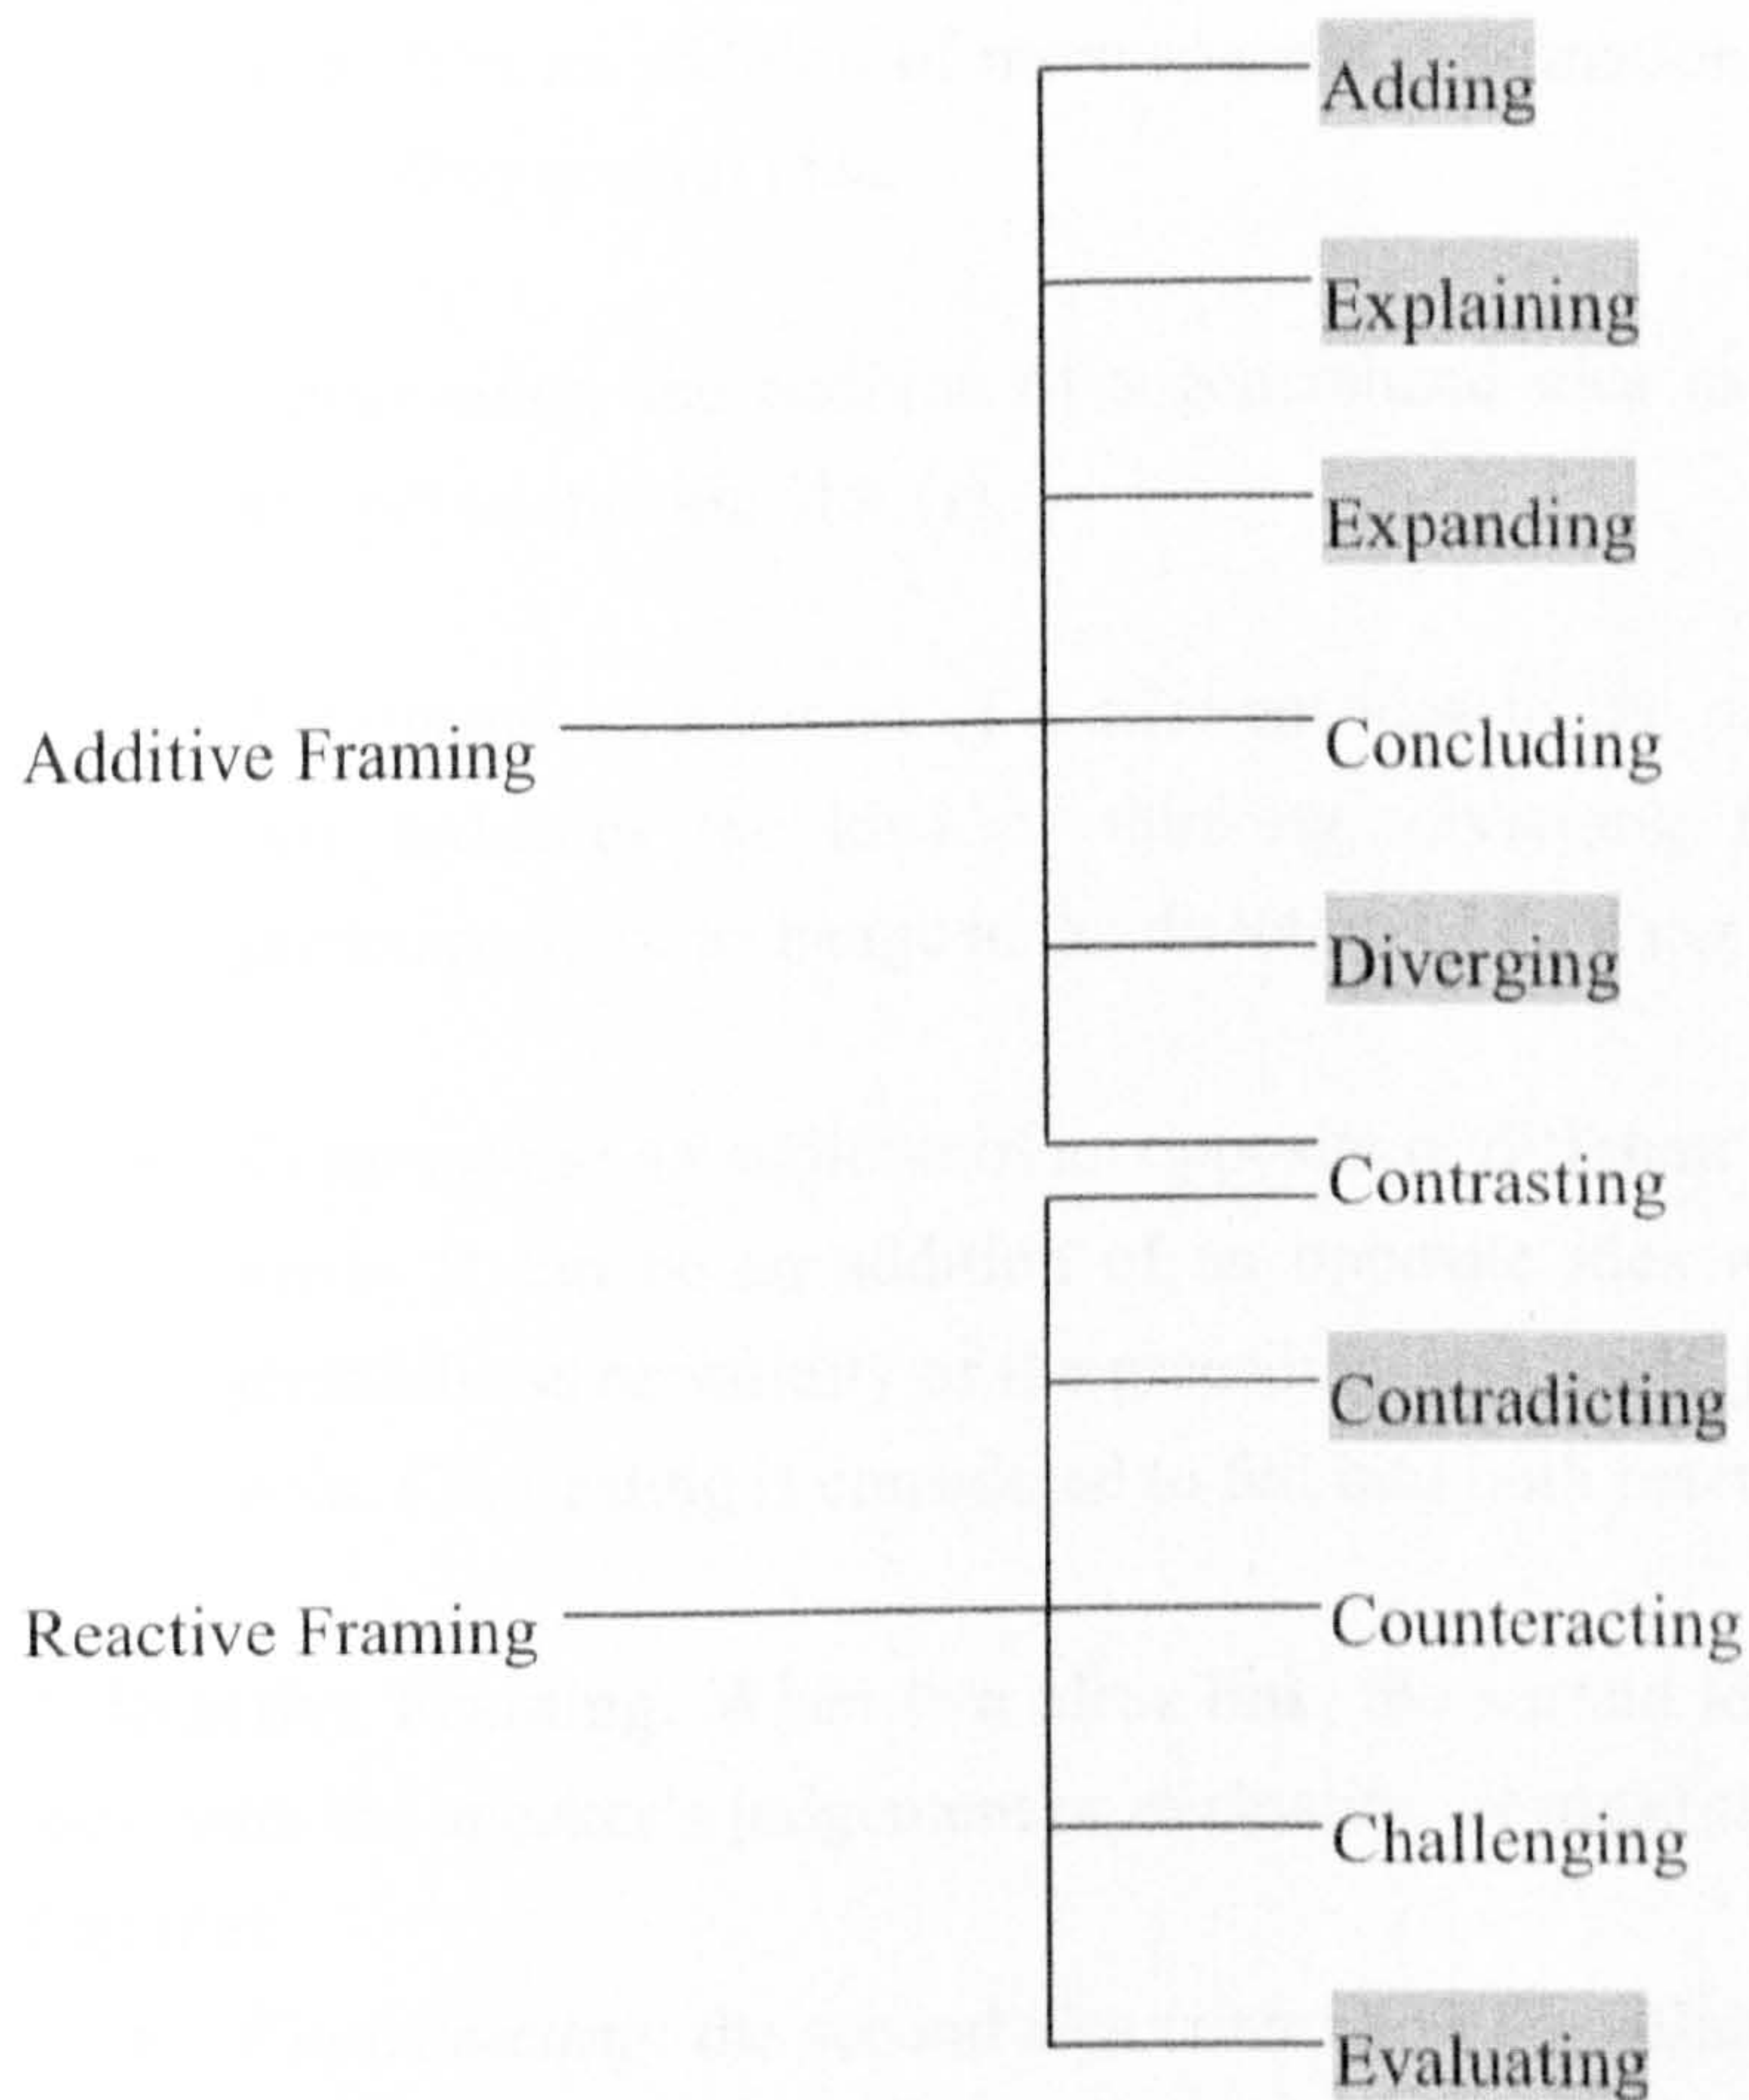 Adding
Explaining
Expanding
Additive Framing
Concluding
Diverging
Contrasting
Contradicting
Reactive Framing
Counteracting
Challenging
Evaluating